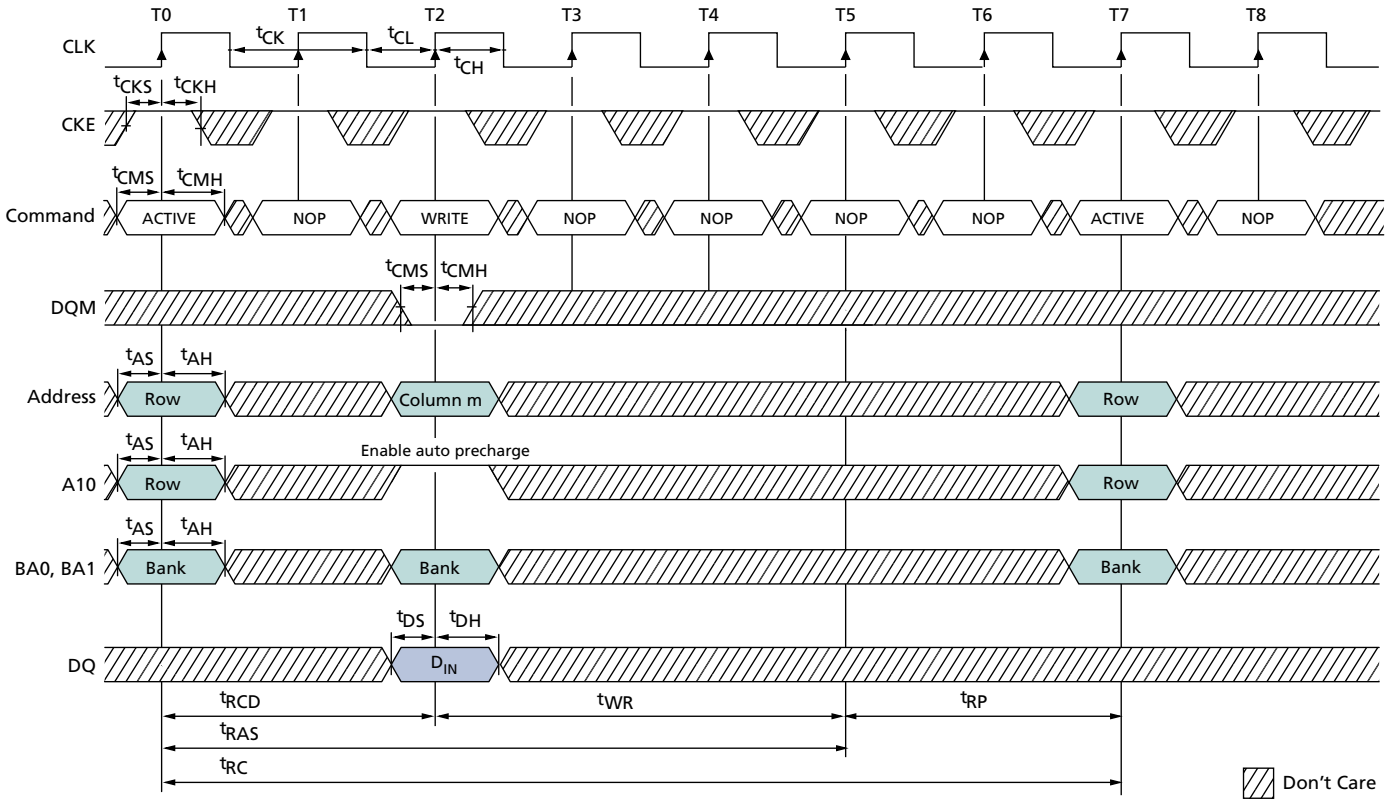 T0 T1 T2 T3 T4 T5 T6 T7 T8
CLK
tCK
tCL
tCH
tCKS tCKH
CKE
tCMS tCMH
Command ACTIVE NOP WRITE NOP NOP NOP NOP ACTIVE NOP
tCMS tCMH
DQM
tAS tAH
Address Row Column m Row
tAS tAH
Enable auto precharge
A10 Row Row
tAS tAH
BA0, BA1 Bank Bank Bank
tDS tDH
DQ DIN
tRCD tWR tRP
tRAS
tRC
Don't Care